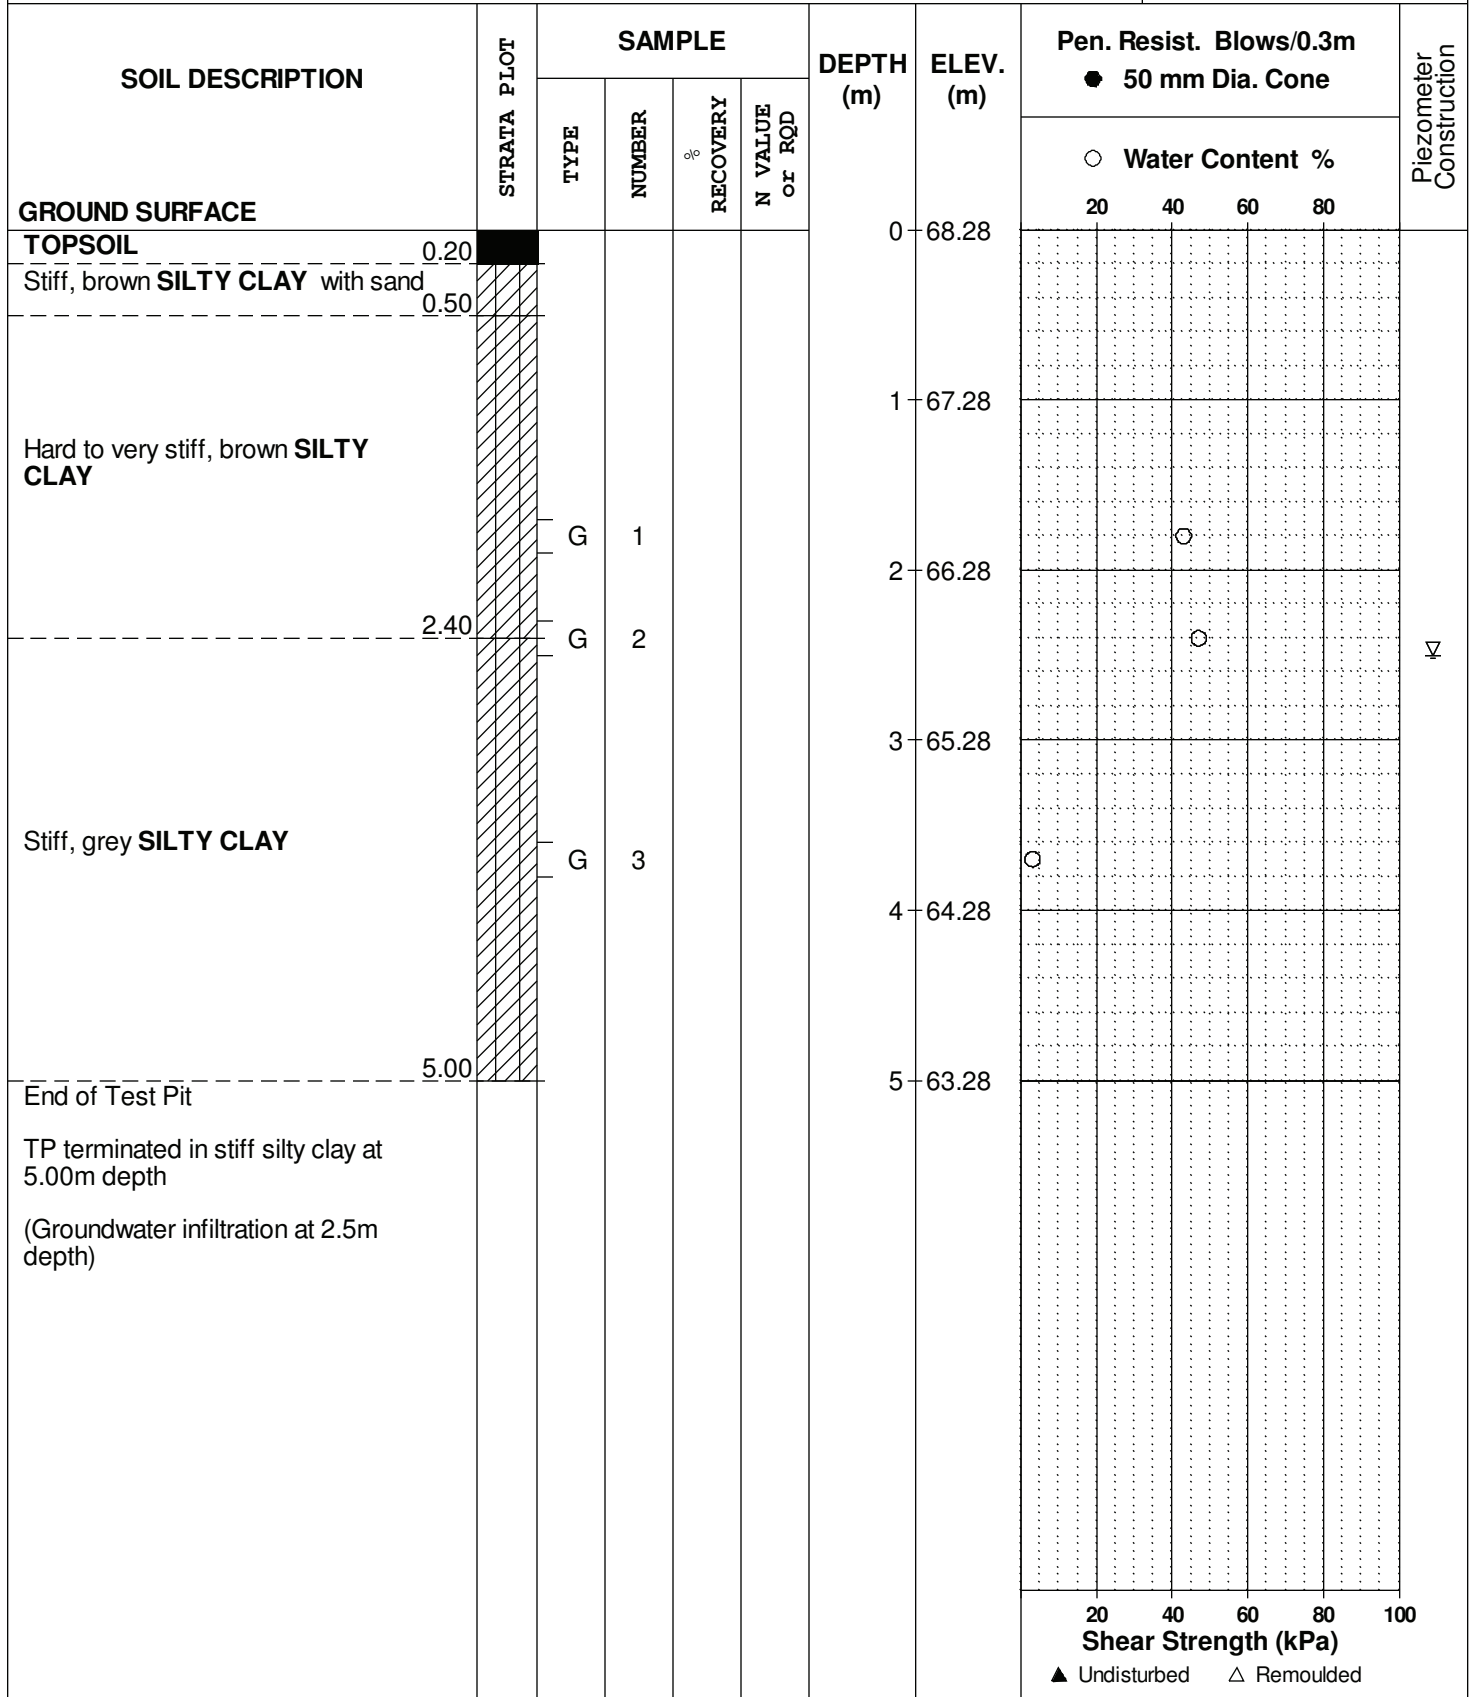 SOIL DESCRIPTION
GROUND SURFACE
STRATA PLOT
SAMPLE
TYPE
NUMBER
%
RECOVERY
N VALUE
or RQD
DEPTH
(m)
ELEV.
(m)
Pen. Resist. Blows/0.3m
● 50 mm Dia. Cone
○ Water Content %
20 40 60 80
Piezometer
Construction
TOPSOIL
0.20
0 68.28
Stiff, brown SILTY CLAY with sand
0.50
1 67.28
Hard to very stiff, brown SILTY
CLAY
G 1
2 66.28
2.40
G 2
3 65.28
Stiff, grey SILTY CLAY
G 3
4 64.28
5.00
5 63.28
End of Test Pit
TP terminated in stiff silty clay at
5.00m depth
(Groundwater infiltration at 2.5m
depth)
20 40 60 80 100
Shear Strength (kPa)
▲ Undisturbed △ Remoulded